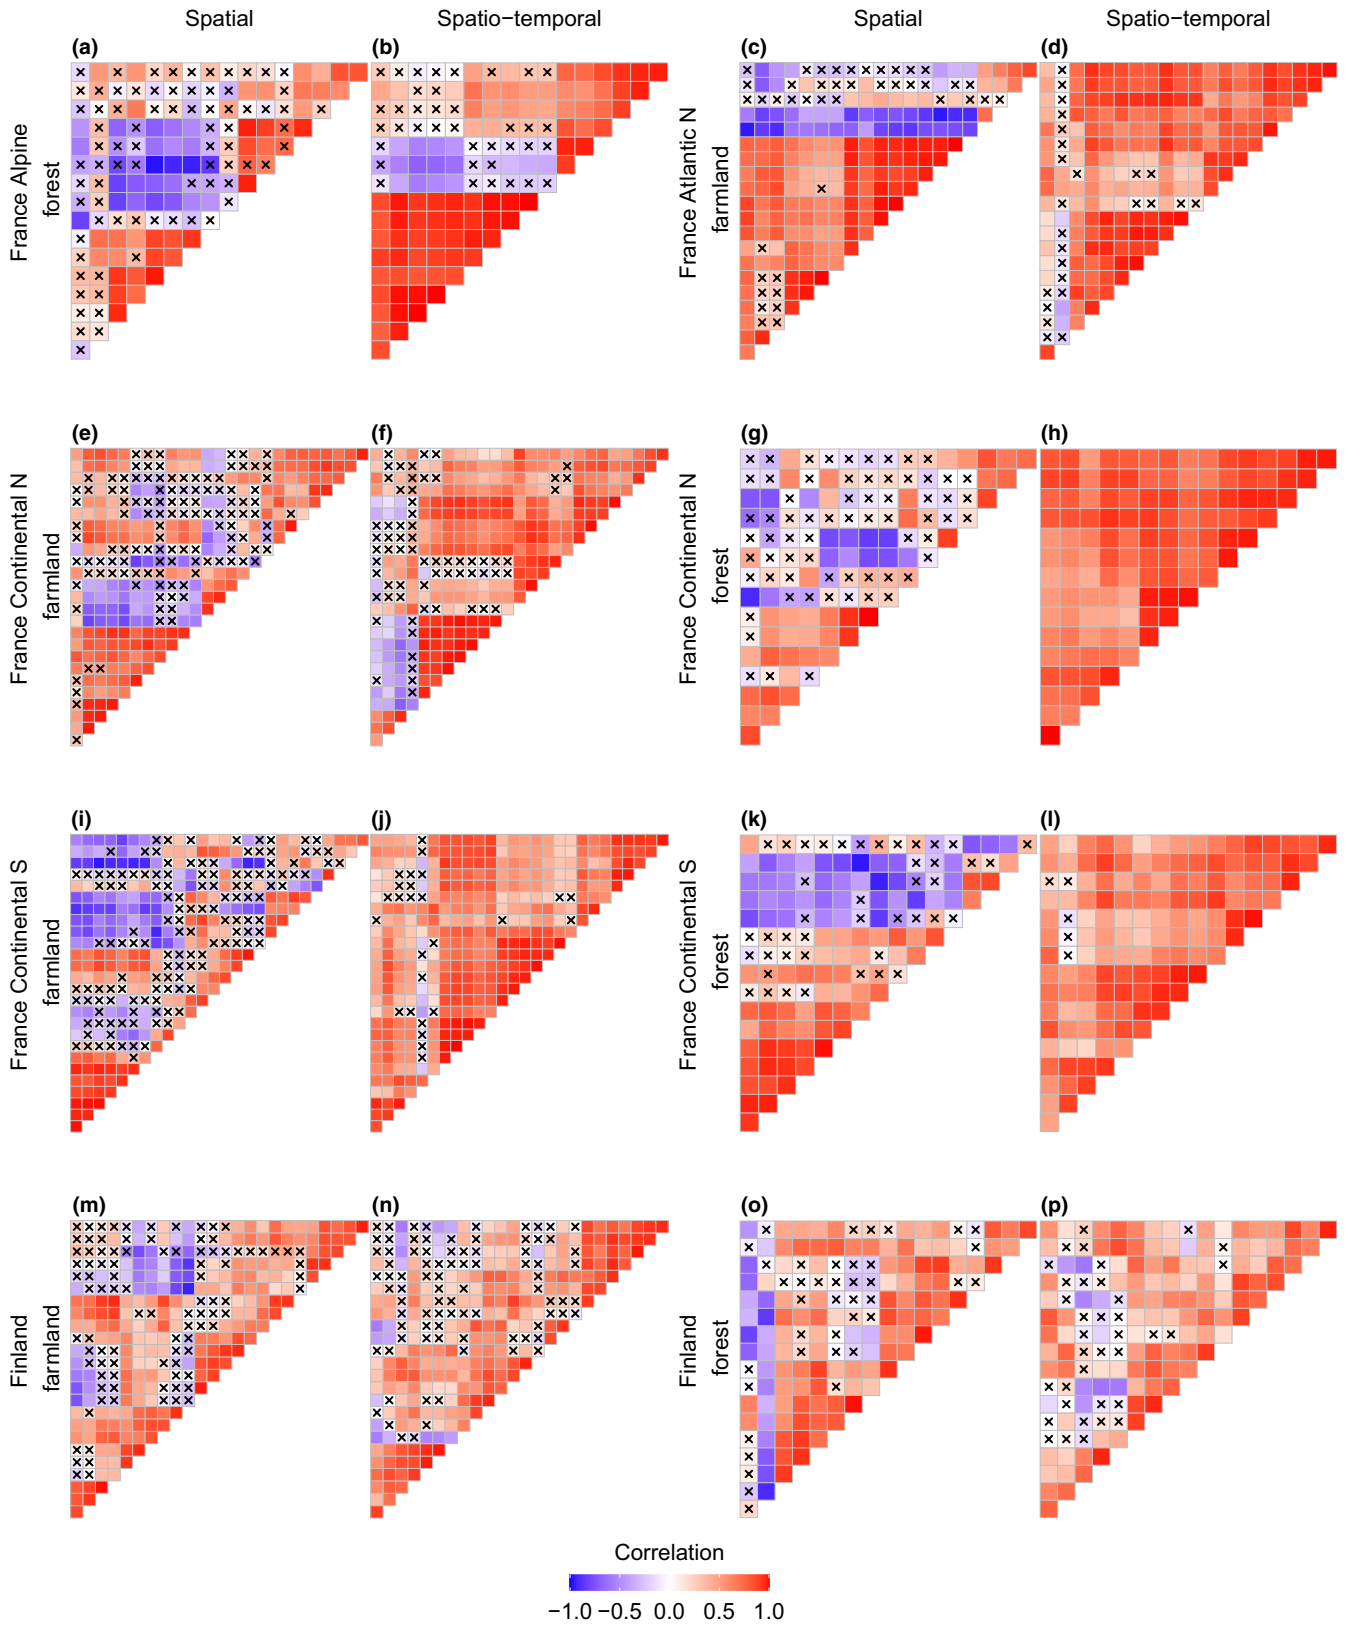 Spatial
Spatio−temporal
Spatial
Spatio−temporal
(a)
(b)
(c)
(d)
France Alpine
forest
France Atlantic N
farmland
(e)
(f)
(g)
(h)
France Continental N
farmland
France Continental N
forest
(i)
(j)
(k)
(l)
France Continental S
farmland
France Continental S
forest
(m)
(n)
(o)
(p)
Finland
farmland
Finland
forest
Correlation
−1.0 −0.5 0.0 0.5 1.0